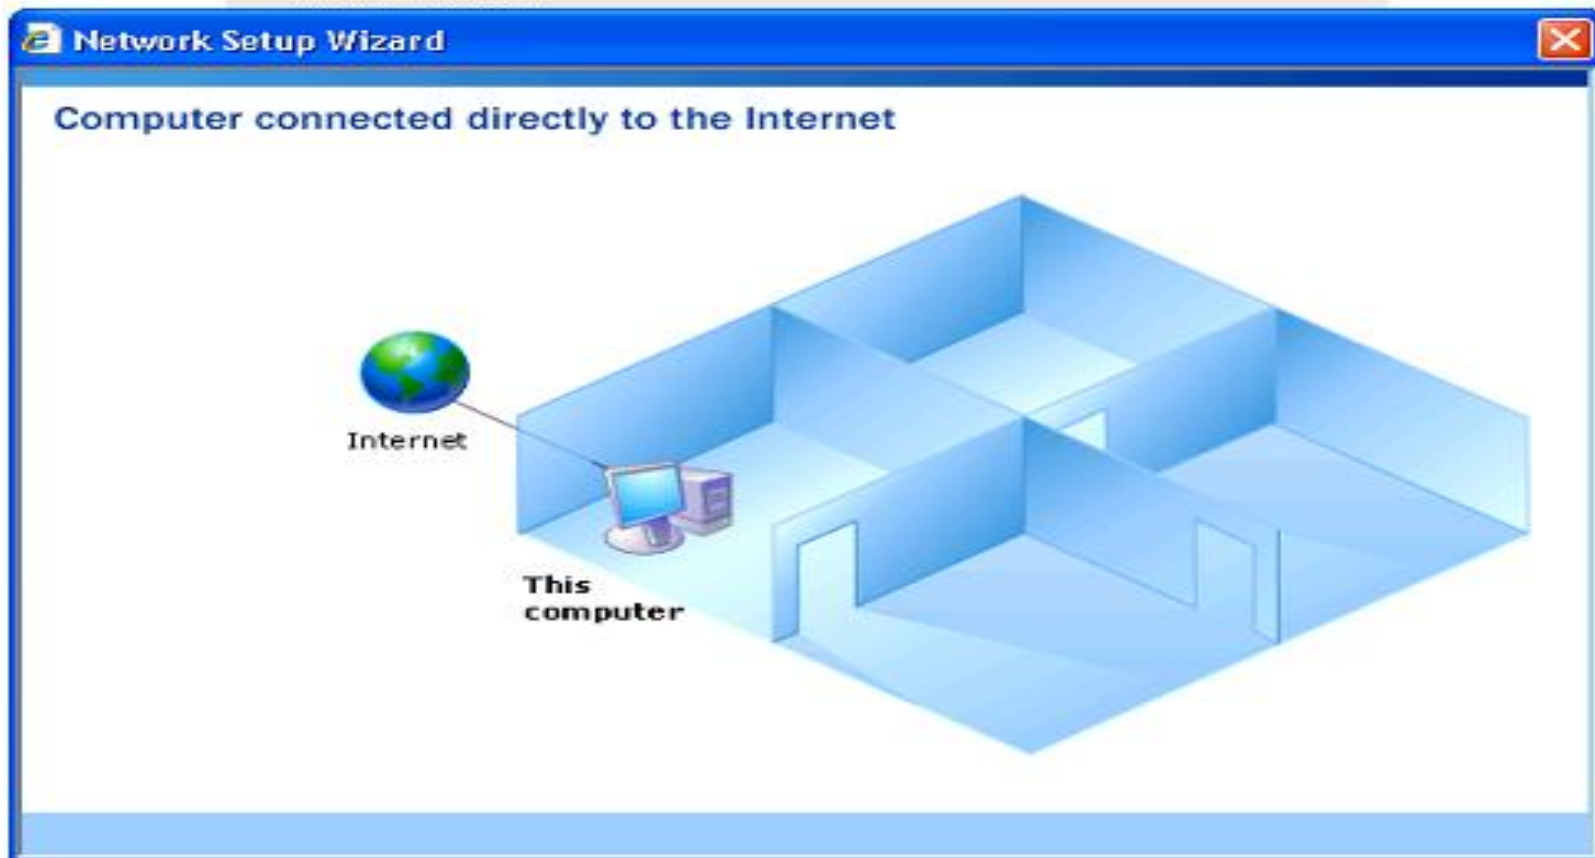 Network Setup Wizard
Computer connected directly to the Internet
Internet
This
computer